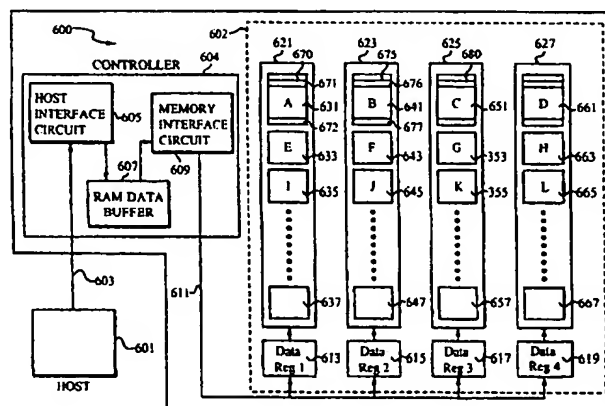 600
602
621
670
623
675
625
680
627
CONTROLLER
604
HOST
INTERFACE
CIRCUIT
605
MEMORY
INTERFACE
CIRCUIT
609
607
RAM DATA
BUFFER
603
611
601
HOST
671
A
631
672
E
633
I
635
637
676
B
641
677
F
643
J
645
647
C
651
G
353
K
355
657
D
661
H
663
L
665
667
Data
Reg 1
613
Data
Reg 2
615
Data
Reg 3
617
Data
Reg 4
619